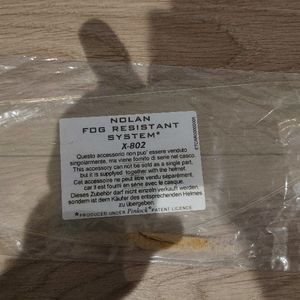 NOLAN
FOG RESISTANT
SYSTEM*
X-802
Questo accessorio non puo' essere venduto
singolarmente, ma viene fornito di serie nel casco.
This accessory can not be sold as a single part,
but it is supplyed together with the helmet.
Cet accessoire ne peut être vendu séparément,
car il est fourni en série avec le casque.
Dieses Zubehör darf nicht einzeln verkauft werden,
sondern ist dem Käufer des entsprechenden Helmes
zu übergeben.
*PRODUCED UNDER Pinlock® PATENT LICENCE